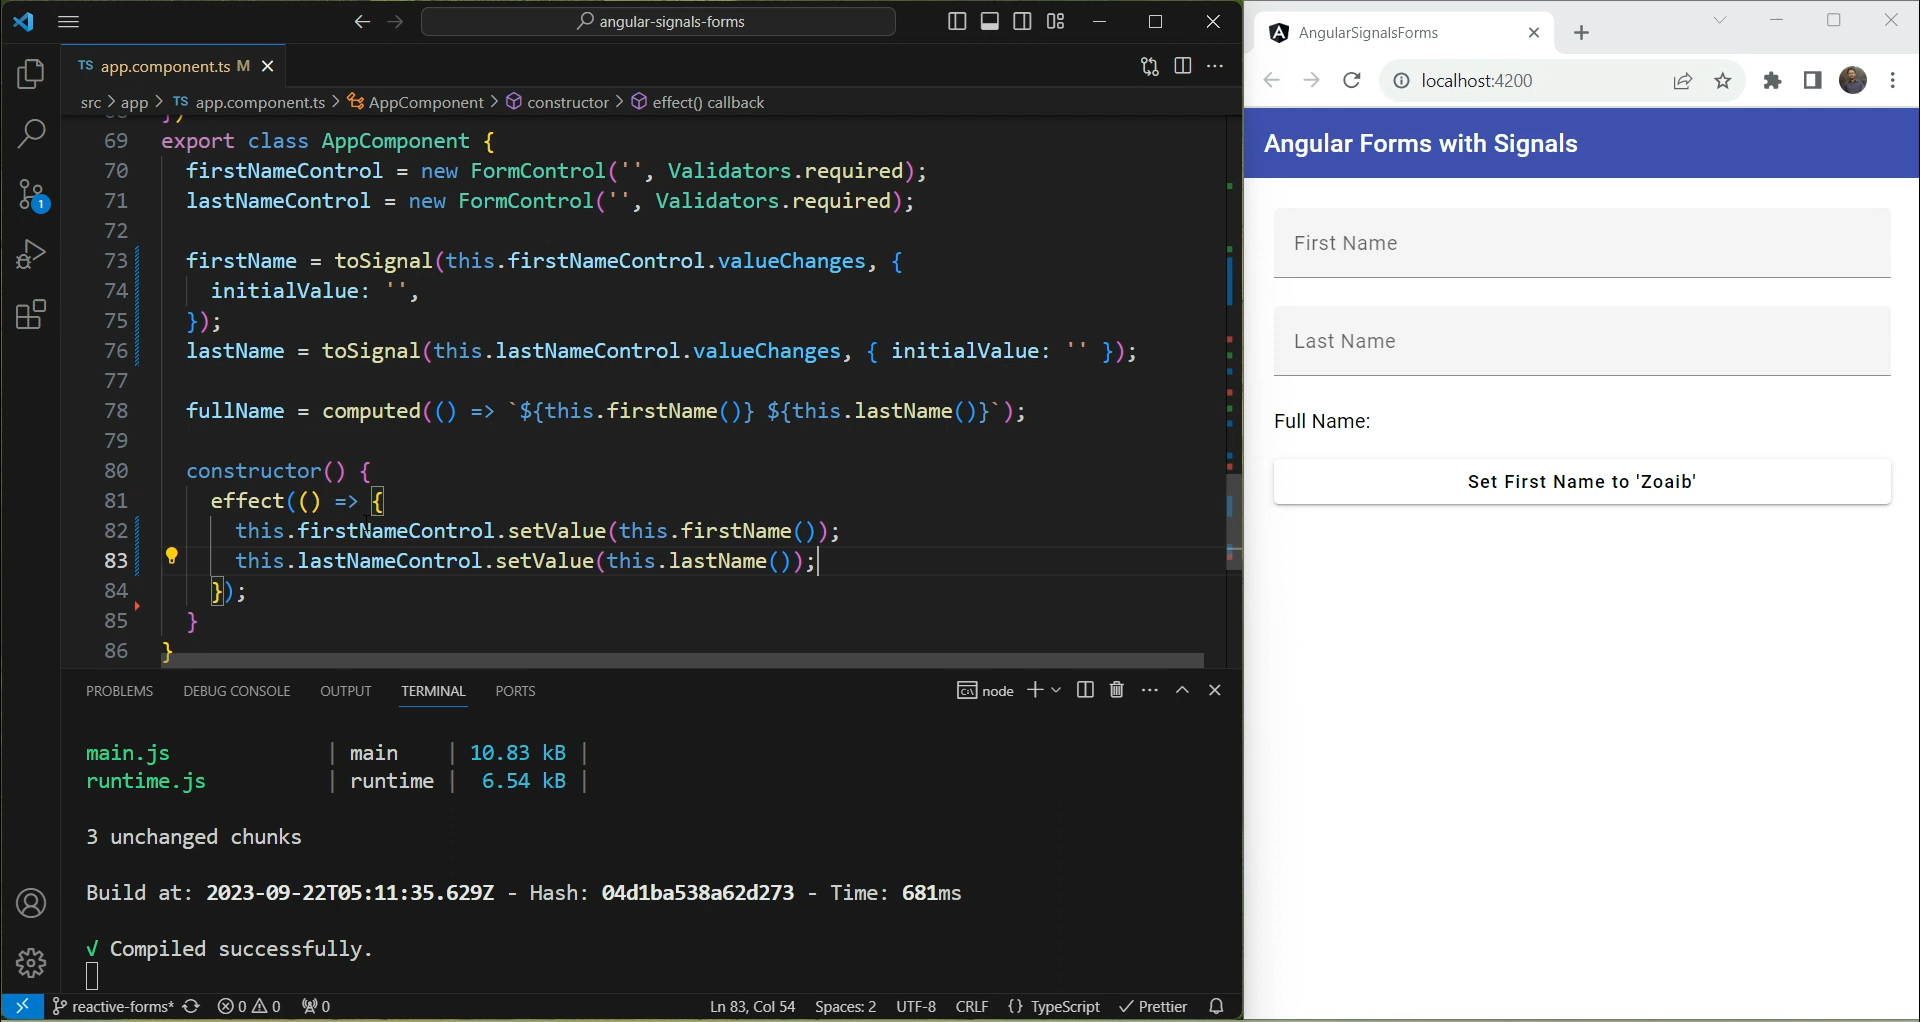 angular-signals-forms
TS app.component.ts M
src > app > TS app.component.ts > AppComponent > constructor > effect() callback
69 export class AppComponent {
70 firstNameControl = new FormControl('', Validators.required);
71 lastNameControl = new FormControl('', Validators.required);
72
73 firstName = toSignal(this.firstNameControl.valueChanges, {
74 initialValue: '',
75 });
76 lastName = toSignal(this.lastNameControl.valueChanges, { initialValue: '' });
77
78 fullName = computed(() => `${this.firstName()} ${this.lastName()}`);
79
80 constructor() {
81 effect(() => {
82 this.firstNameControl.setValue(this.firstName());
83 this.lastNameControl.setValue(this.lastName());
84 });
85 }
86 }
PROBLEMS DEBUG CONSOLE OUTPUT TERMINAL PORTS node
main.js | main | 10.83 kB |
runtime.js | runtime | 6.54 kB |
3 unchanged chunks
Build at: 2023-09-22T05:11:35.629Z - Hash: 04d1ba538a62d273 - Time: 681ms
√ Compiled successfully.
1
reactive-forms* 0 0 0 Ln 83, Col 54 Spaces: 2 UTF-8 CRLF {} TypeScript ✓ Prettier
AngularSignalsForms
localhost:4200
Angular Forms with Signals
First Name
Last Name
Full Name:
Set First Name to 'Zoaib'